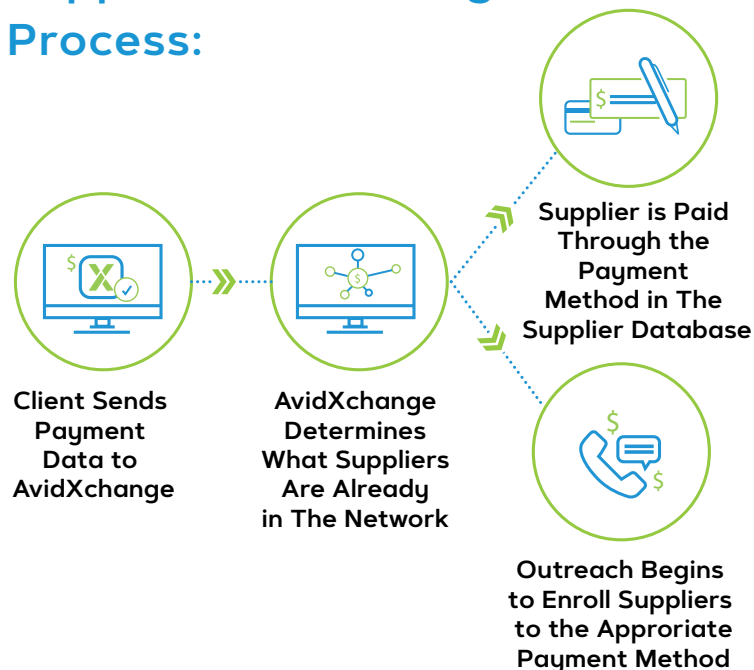 Process:
Client Sends
Payment
Data to
AvidXchange
AvidXchange
Determines
What Suppliers
Are Already
in The Network
$
Supplier is Paid
Through the
Payment
Method in The
Supplier Database
Outreach Begins
to Enroll Suppliers
to the Approriate
Payment Method